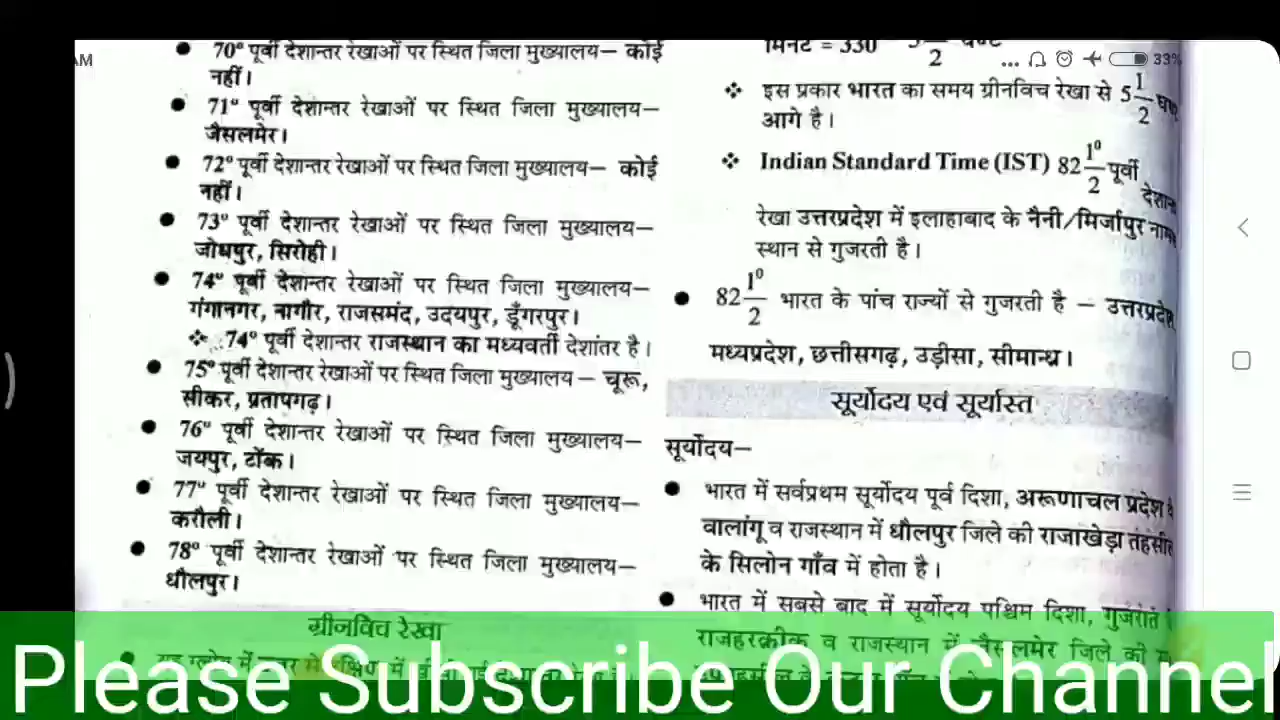 AM
33%
70° पूर्वी देशान्तर रेखाओं पर स्थित जिला मुख्यालय– कोई
नहीं।
71° पूर्वी देशान्तर रेखाओं पर स्थित जिला मुख्यालय–
जैसलमेर।
72° पूर्वी देशान्तर रेखाओं पर स्थित जिला मुख्यालय– कोई
नहीं।
73° पूर्वी देशान्तर रेखाओं पर स्थित जिला मुख्यालय–
जोधपुर, सिरोही।
74° पूर्वी देशान्तर रेखाओं पर स्थित जिला मुख्यालय–
गंगानगर, नागौर, राजसमंद, उदयपुर, डूँगरपुर।
74° पूर्वी देशान्तर राजस्थान का मध्यवर्ती देशांतर है।
75° पूर्वी देशान्तर रेखाओं पर स्थित जिला मुख्यालय– चूरू,
सीकर, प्रतापगढ़।
76° पूर्वी देशान्तर रेखाओं पर स्थित जिला मुख्यालय–
जयपुर, टोंक।
77° पूर्वी देशान्तर रेखाओं पर स्थित जिला मुख्यालय–
करौली।
78° पूर्वी देशान्तर रेखाओं पर स्थित जिला मुख्यालय–
धौलपुर।
ग्रीनविच रेखा
मिनट = 330
इस प्रकार भारत का समय ग्रीनविच रेखा से 5 1/2
आगे है।
Indian Standard Time (IST) 82 1/2° पूर्वी
रेखा उत्तरप्रदेश में इलाहाबाद के नैनी/मिर्जापुर
स्थान से गुजरती है।
82 1/2° भारत के पांच राज्यों से गुजरती है – उत्तरप्रदेश,
मध्यप्रदेश, छत्तीसगढ़, उड़ीसा, सीमान्ध्र।
सूर्योदय एवं सूर्यास्त
सूर्योदय–
भारत में सर्वप्रथम सूर्योदय पूर्व दिशा, अरूणाचल प्रदेश
वालांगू व राजस्थान में धौलपुर जिले की राजाखेड़ा
के सिलोन गाँव में होता है।
भारत में सबसे बाद में सूर्योदय पश्चिम दिशा, गुजरात
राजहरक्रीक व राजस्थान में जैसलमेर जिले की
Please Subscribe Our Channel